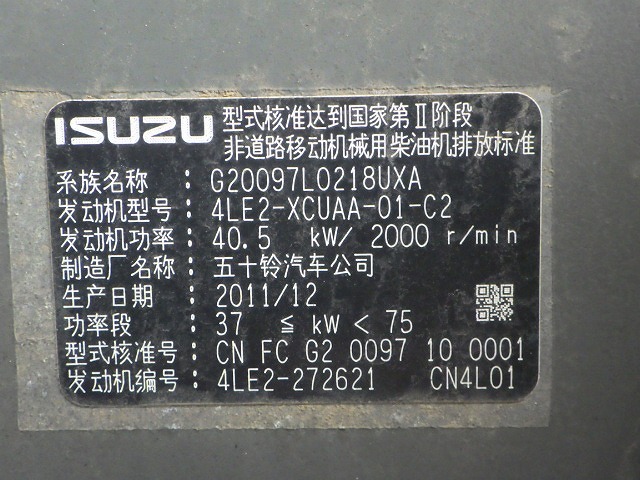 ISUZU 型式核准达到国家第Ⅱ阶段
非道路移动机械用柴油机排放标准
系族名称 : G20097L0218UXA
发动机型号: 4LE2-XCUAA-01-C2
发动机功率: 40.5 kW/ 2000 r/min
制造厂名称: 五十铃汽车公司
生产日期 : 2011/12
功率段 : 37 ≦ kW < 75
型式核准号: CN FC G2 0097 10 0001
发动机编号: 4LE2-272621 CN4L01